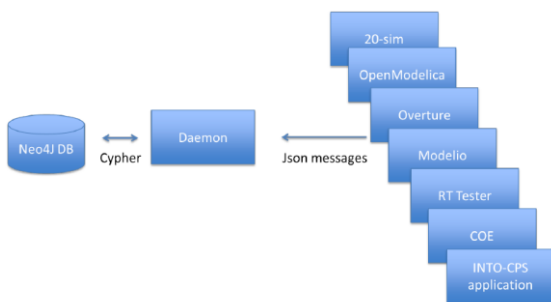 20-sim
OpenModelica
Overture
Neo4J DB
Cypher
Daemon
Json messages
Modelio
RT Tester
COE
INTO-CPS
application